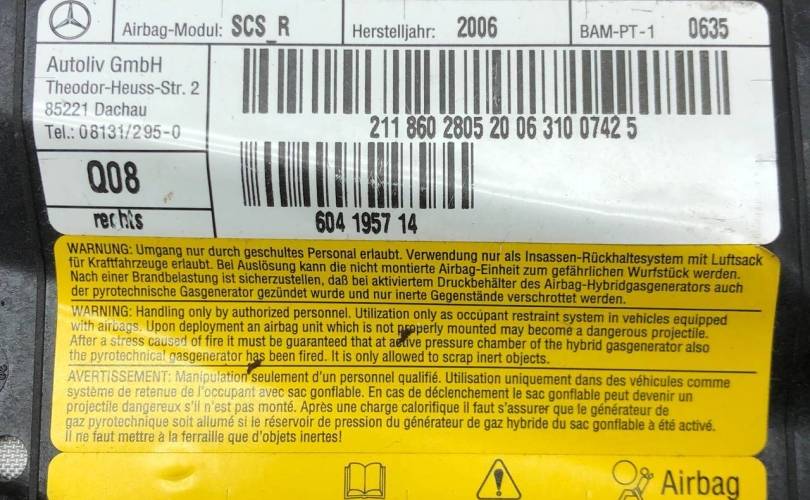 Airbag-Modul: SCS_R Herstelljahr: 2006 BAM-PT-1 0635
Autoliv GmbH
Theodor-Heuss-Str. 2
85221 Dachau
Tel.: 08131/295-0
211 860 2805 20 06 310 0742 5
Q08
rechts
604 1957 14
WARNUNG: Umgang nur durch geschultes Personal erlaubt. Verwendung nur als Insassen-Rückhaltesystem mit Luftsack
für Kraftfahrzeuge erlaubt. Bei Auslösung kann die nicht montierte Airbag-Einheit zum gefährlichen Wurfstück werden.
Nach einer Brandbelastung ist sicherzustellen, daß bei aktiviertem Druckbehälter des Airbag-Hybridgasgenerators auch
der pyrotechnische Gasgenerator gezündet wurde und nur inerte Gegenstände verschrottet werden.
WARNING: Handling only by authorized personnel. Utilization only as occupant restraint system in vehicles equipped
with airbags. Upon deployment an airbag unit which is not properly mounted may become a dangerous projectile.
After a stress caused of fire it must be guaranteed that at active pressure chamber of the hybrid gasgenerator also
the pyrotechnical gasgenerator has been fired. It is only allowed to scrap inert objects.
AVERTISSEMENT: Manipulation seulement d'un personnel qualifié. Utilisation uniquement dans des véhicules comme
système de retenue de l'occupant avec sac gonflable. En cas de déclenchement le sac gonflable peut devenir un
projectile dangereux s'il n'est pas monté. Après une charge calorifique il faut s'assurer que le générateur de
gaz pyrotechnique soit allumé si le réservoir de pression du générateur de gaz hybride du sac gonflable à été activé.
Il ne faut mettre à la ferraille que d'objets inertes!
Airbag